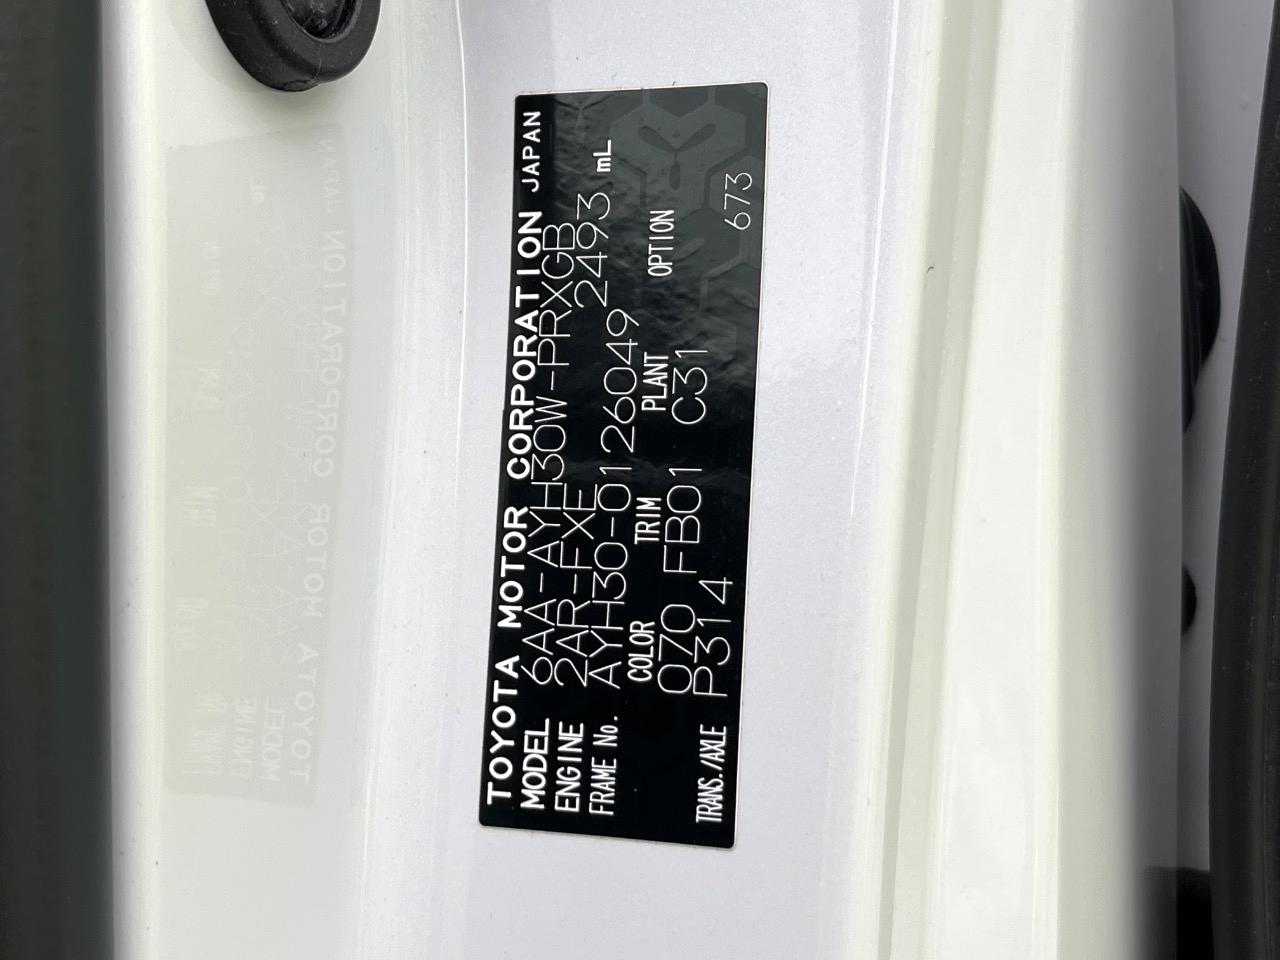 TOYOTA MOTOR CORPORATION JAPAN
MODEL 6AA-AYH30W-PRXGB
ENGINE 2AR-FXE 2493 mL
FRAME No. AYH30-0126049
COLOR TRIM PLANT OPTION
070 FB01 C31
TRANS./AXLE P314 673